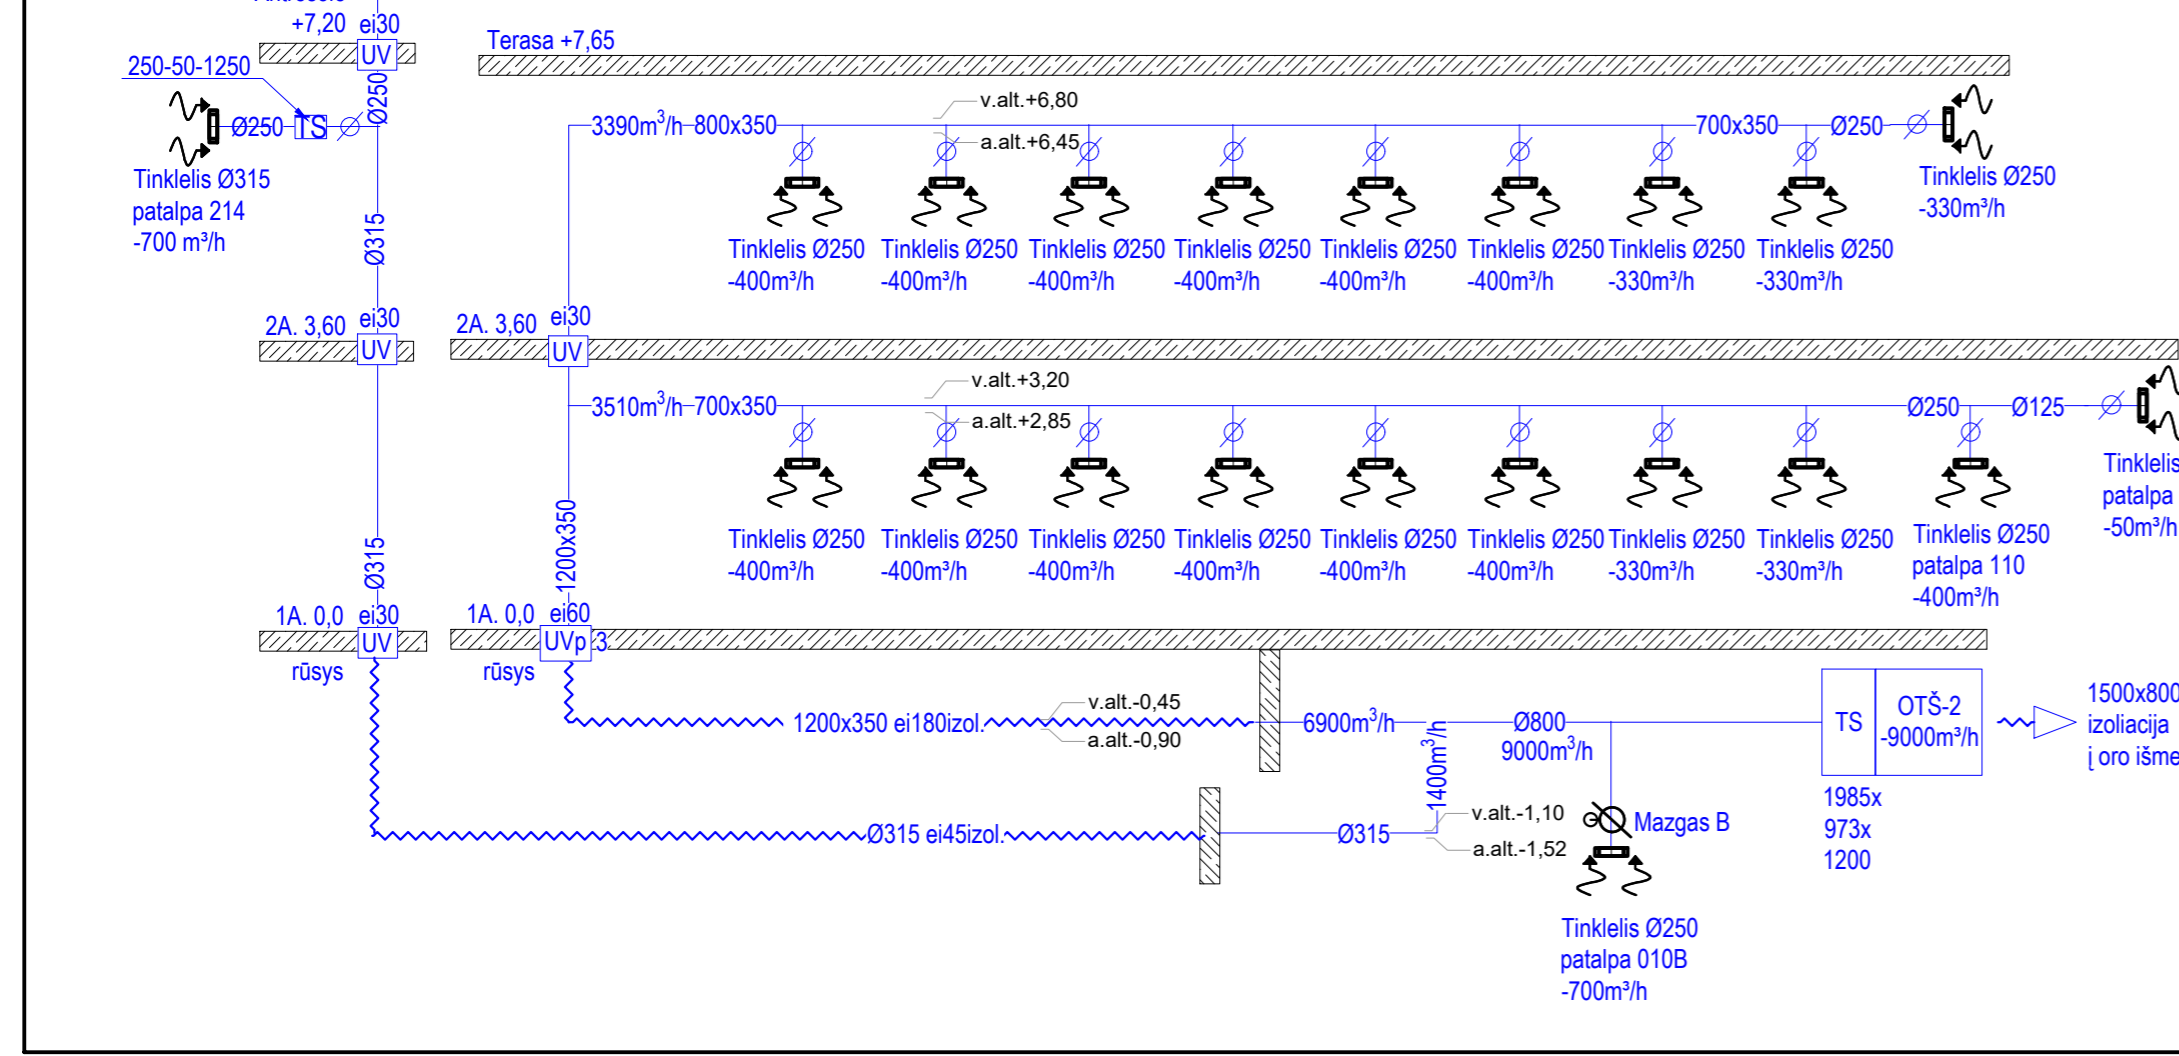 +7,20 ei30
UV
250-50-1250
Ø250
Ø250 TS
Tinklelis Ø315
patalpa 214
-700 m³/h
Ø315
2A. 3,60 ei30
UV
Ø315
1A. 0,0 ei30
UV
rūsys
Terasa +7,65
v.alt.+6,80
3390m³/h 800x350
a.alt.+6,45
700x350 Ø250
Tinklelis Ø250
-330m³/h
Tinklelis Ø250 Tinklelis Ø250 Tinklelis Ø250 Tinklelis Ø250 Tinklelis Ø250 Tinklelis Ø250 Tinklelis Ø250 Tinklelis Ø250
-400m³/h -400m³/h -400m³/h -400m³/h -400m³/h -400m³/h -330m³/h -330m³/h
2A. 3,60 ei30
UV
v.alt.+3,20
3510m³/h 700x350
a.alt.+2,85
Ø250 Ø125
Tinklelis
patalpa
-50m³/h
Tinklelis Ø250 Tinklelis Ø250 Tinklelis Ø250 Tinklelis Ø250 Tinklelis Ø250 Tinklelis Ø250 Tinklelis Ø250 Tinklelis Ø250 Tinklelis Ø250
-400m³/h -400m³/h -400m³/h -400m³/h -400m³/h -400m³/h -330m³/h -330m³/h patalpa 110
-400m³/h
1200x350
1A. 0,0 ei60
UVp 3
rūsys
v.alt.-0,45
1200x350 ei180izol.
a.alt.-0,90
6900m³/h
1400m³/h
Ø800
9000m³/h
TS
OTŠ-2
-9000m³/h
1985x
973x
1200
1500x800
izoliacija
į oro išme
Ø315 ei45izol.
Ø315
v.alt.-1,10
a.alt.-1,52
Mazgas B
Tinklelis Ø250
patalpa 010B
-700m³/h